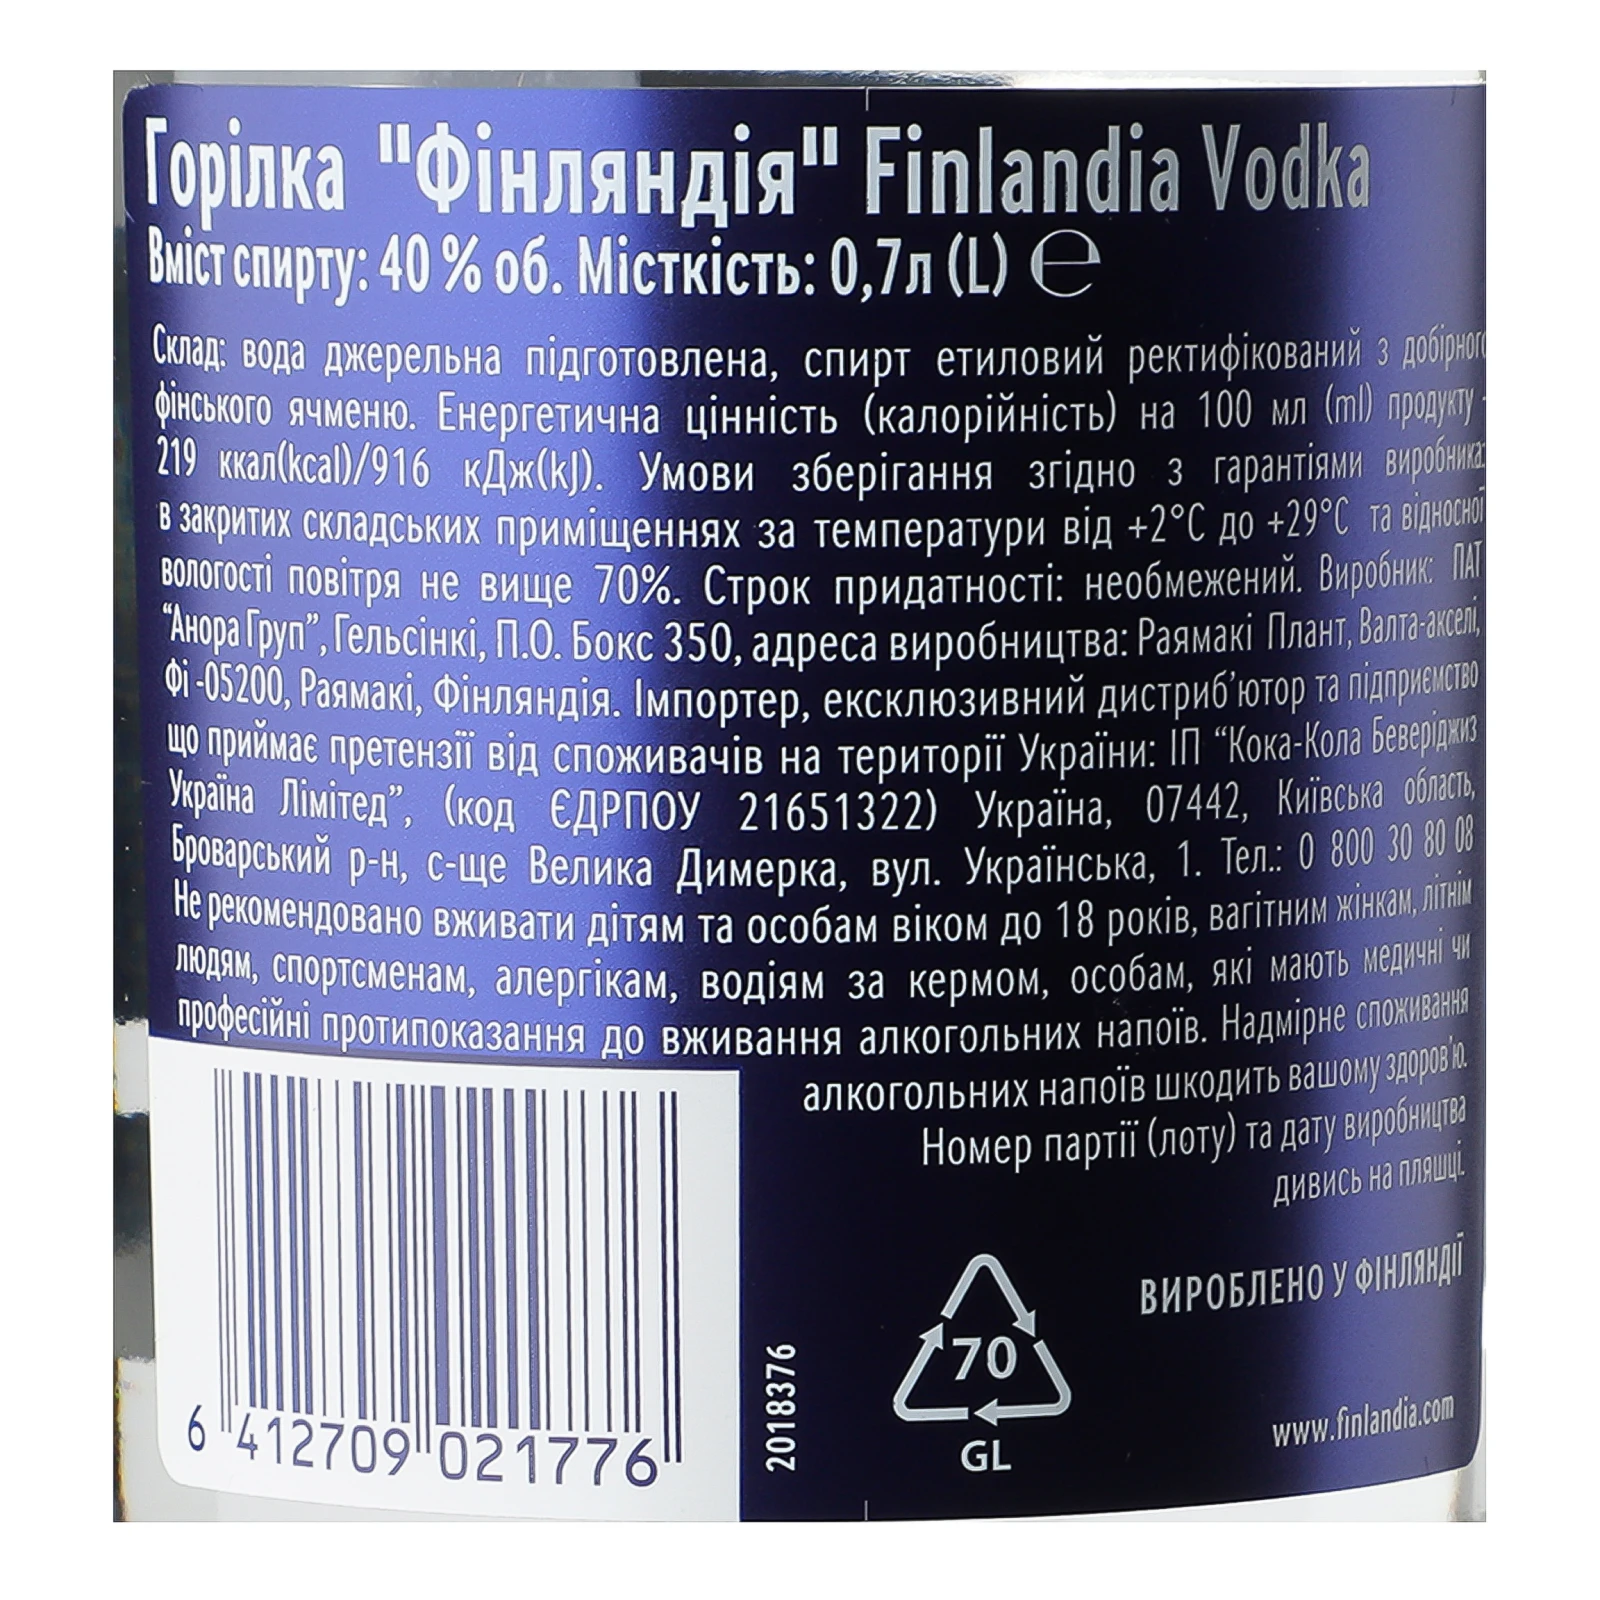 Горілка "Фінляндія" Finlandia Vodka
Вміст спирту: 40 % об. Місткість: 0,7л (L) ℮
Склад: вода джерельна підготовлена, спирт етиловий ректифікований з добірного
фінського ячменю. Енергетична цінність (калорійність) на 100 мл (ml) продукту -
219 ккал(kcal)/916 кДж(kJ). Умови зберігання згідно з гарантіями виробника:
в закритих складських приміщеннях за температури від +2°C до +29°C та відносної
вологості повітря не вище 70%. Строк придатності: необмежений. Виробник: ПАТ
“Анора Груп”, Гельсінкі, П.О. Бокс 350, адреса виробництва: Раямакі Плант, Валта-акселі,
Фі -05200, Раямакі, Фінляндія. Імпортер, ексклюзивний дистриб’ютор та підприємство
що приймає претензії від споживачів на території України: ІП “Кока-Кола Беверіджиз
Україна Лімітед”, (код ЄДРПОУ 21651322) Україна, 07442, Київська область,
Броварський р-н, с-ще Велика Димерка, вул. Українська, 1. Тел.: 0 800 30 80 08
Не рекомендовано вживати дітям та особам віком до 18 років, вагітним жінкам, літнім
людям, спортсменам, алергікам, водіям за кермом, особам, які мають медичні чи
професійні протипоказання до вживання алкогольних напоїв. Надмірне споживання
алкогольних напоїв шкодить вашому здоров’ю.
Номер партії (лоту) та дату виробництва
дивись на пляшці.
ВИРОБЛЕНО У ФІНЛЯНДІЇ
70
GL
www.finlandia.com
2018376
6 412709 021776